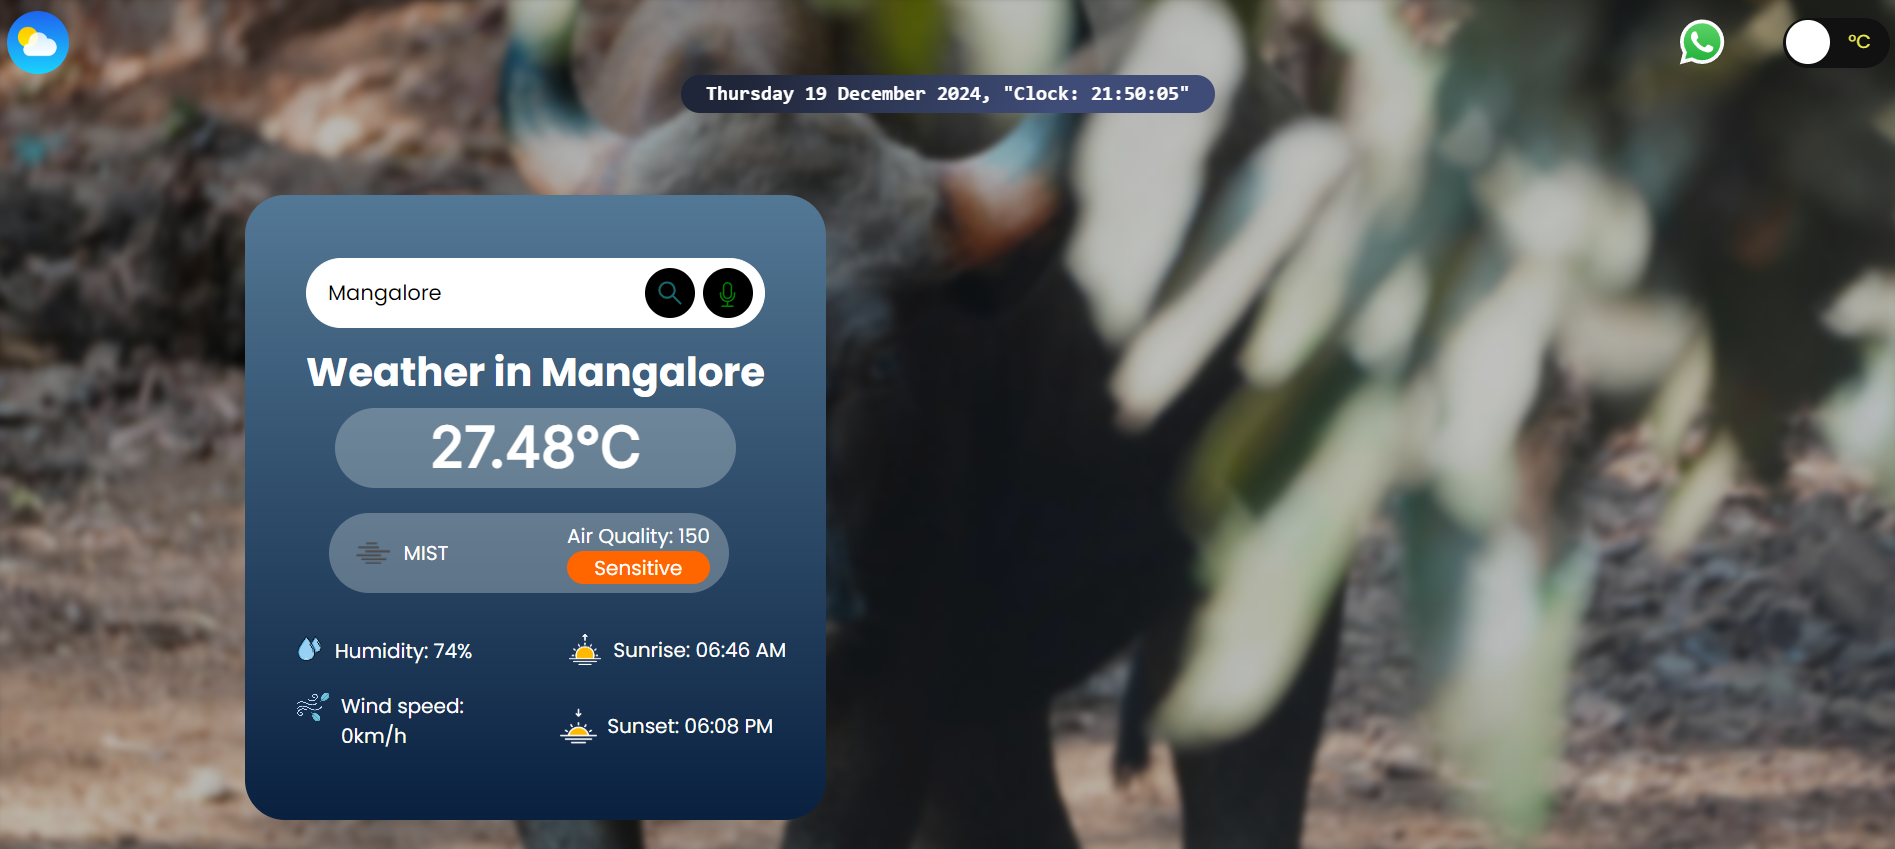 °C
Thursday 19 December 2024, "Clock: 21:50:05"
Mangalore
Weather in Mangalore
27.48°C
MIST
Air Quality: 150
Sensitive
Humidity: 74%
Sunrise: 06:46 AM
Wind speed:
0km/h
Sunset: 06:08 PM